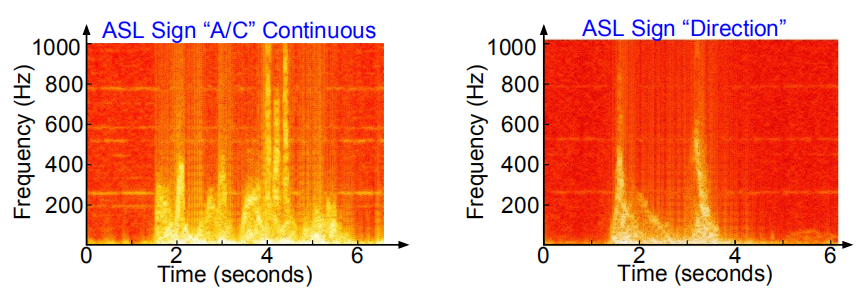 ASL Sign “A/C” Continuous
1000
800
600
400
200
Frequency (Hz)
0 2 4 6
Time (seconds)
ASL Sign “Direction”
1000
800
600
400
200
Frequency (Hz)
0 2 4 6
Time (seconds)